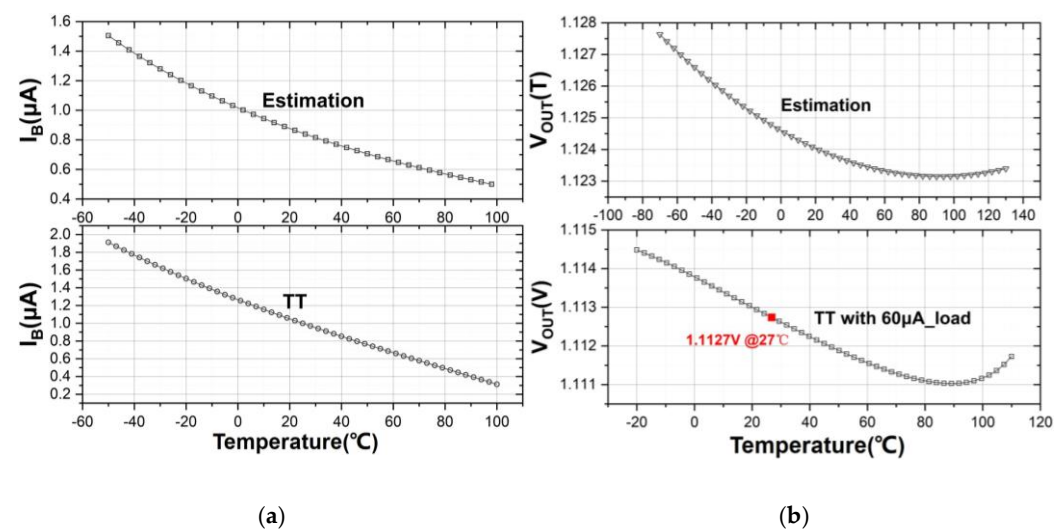 I_B(μA)
1.6
1.4
1.2
1.0
0.8
0.6
0.4
Estimation
-60 -40 -20 0 20 40 60 80 100
I_B(μA)
2.0
1.8
1.6
1.4
1.2
1.0
0.8
0.6
0.4
0.2
TT
-60 -40 -20 0 20 40 60 80 100
Temperature(℃)
(a)
V_OUT(T)
1.128
1.127
1.126
1.125
1.124
1.123
Estimation
-100 -80 -60 -40 -20 0 20 40 60 80 100 120 140
V_OUT(V)
1.115
1.114
1.113
1.112
1.111
TT with 60μA_load
1.1127V @27℃
-20 0 20 40 60 80 100 120
Temperature(℃)
(b)